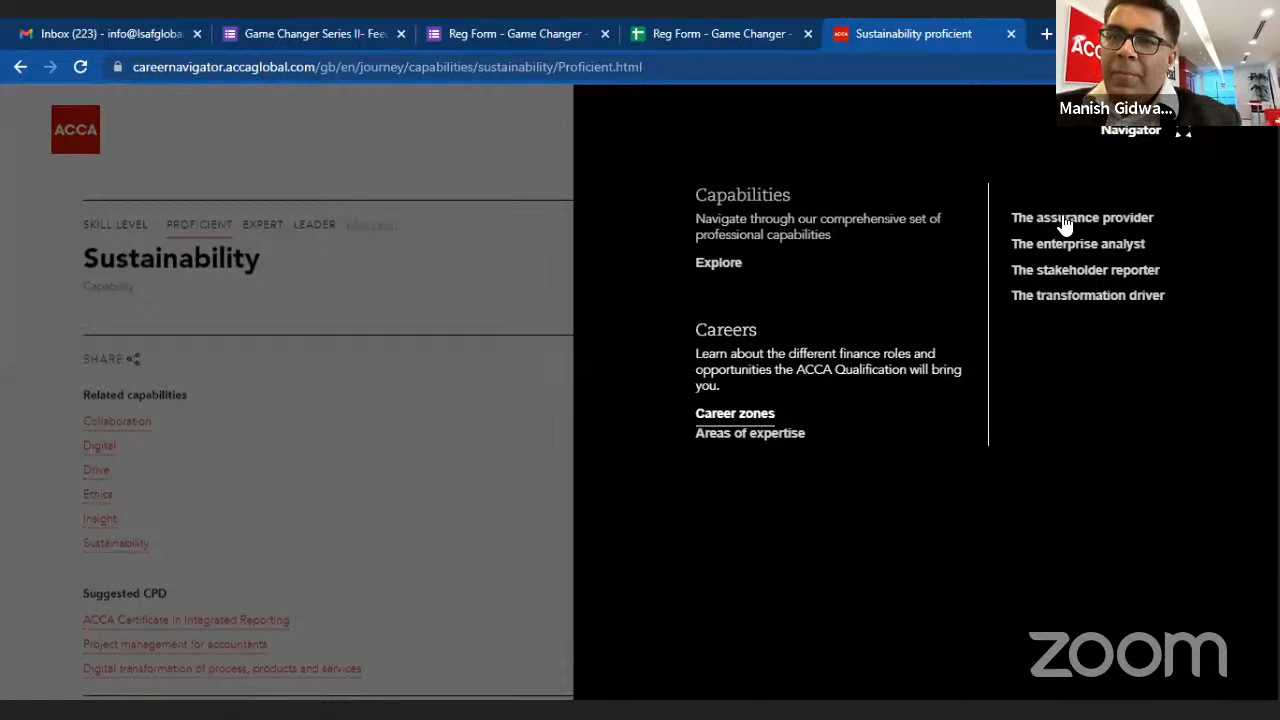 Inbox (223) - info@lsafgloba
Game Changer Series II- Fee
Reg Form - Game Changer -
Reg Form - Game Changer -
Sustainability proficient
careernavigator.accaglobal.com/gb/en/journey/capabilities/sustainability/Proficient.html
ACCA
Manish Gidwa...
Navigator
SKILL LEVEL
PROFICIENT
EXPERT
LEADER
Sustainability
Capability
SHARE
Related capabilities
Collaboration
Digital
Drive
Ethics
Insight
Sustainability
Suggested CPD
ACCA Certificate in Integrated Reporting
Project management for accountants
Digital transformation of process, products and services
Capabilities
Navigate through our comprehensive set of
professional capabilities
Explore
Careers
Learn about the different finance roles and
opportunities the ACCA Qualification will bring
you.
Career zones
Areas of expertise
The assurance provider
The enterprise analyst
The stakeholder reporter
The transformation driver
zoom